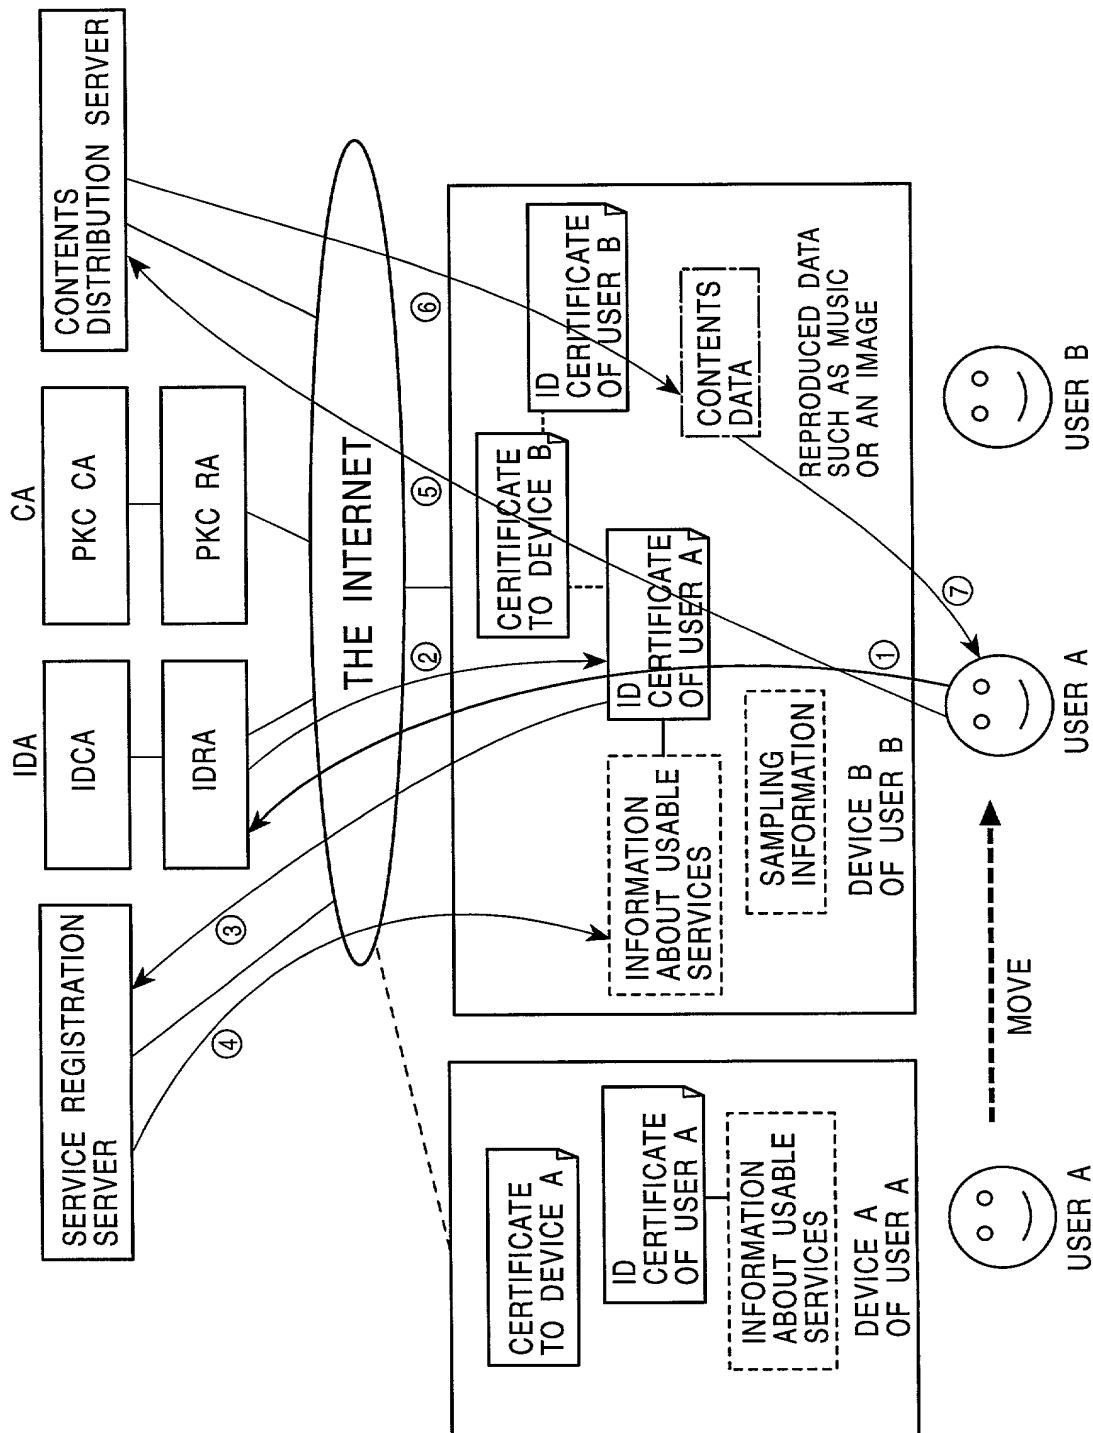 SERVICE REGISTRATION
SERVER
IDA
IDCA
IDRA
CA
PKC CA
PKC RA
CONTENTS
DISTRIBUTION SERVER
THE INTERNET
①
②
③
④
⑤
⑥
⑦
CERTIFICATE
TO DEVICE A
ID
CERTIFICATE
OF USER A
INFORMATION
ABOUT USABLE
SERVICES
DEVICE A
OF USER A
CERITIFICATE
TO DEVICE B
ID
CERITIFICATE
OF USER B
ID
CERTIFICATE
OF USER A
INFORMATION
ABOUT USABLE
SERVICES
SAMPLING
INFORMATION
DEVICE B
OF USER B
CONTENTS
DATA
REPRODUCED DATA
SUCH AS MUSIC
OR AN IMAGE
USER A
MOVE
USER A
USER B